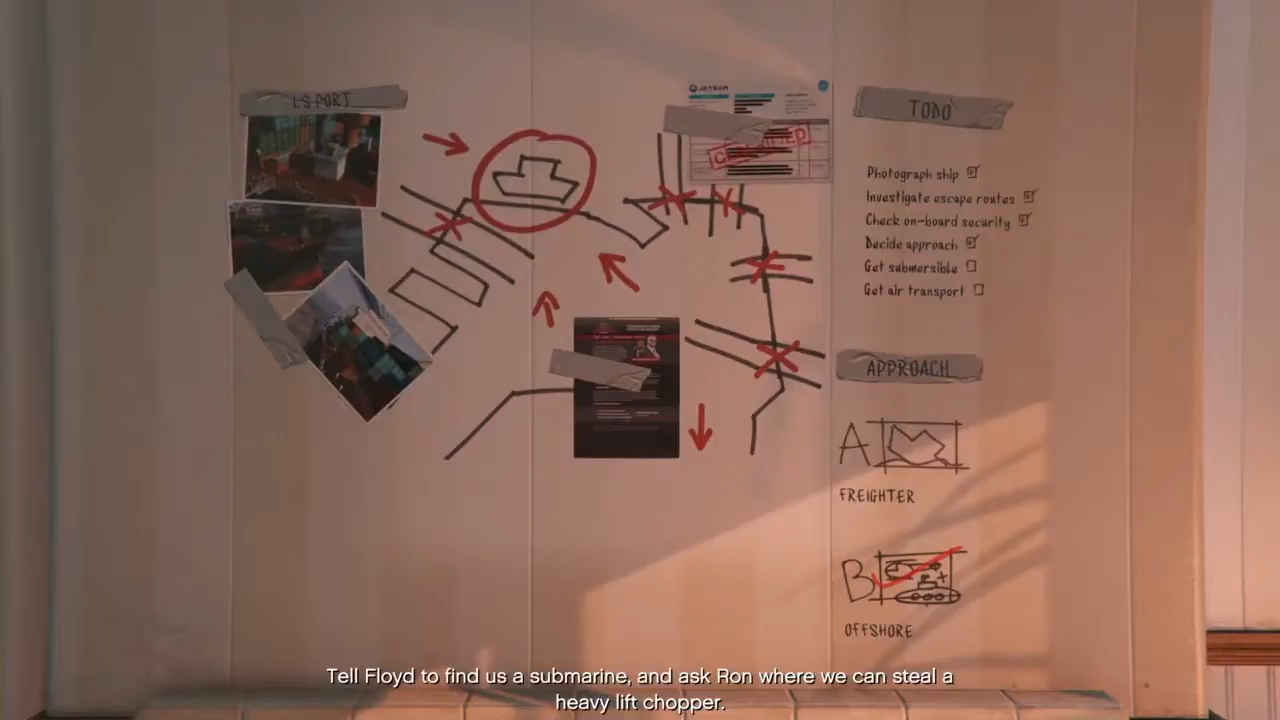 LS PORT
JETSAM
TODO
Photograph ship
Investigate escape routes
Check on-board security
Decide approach
Get submersible
Get air transport
APPROACH
A
FREIGHTER
B
OFFSHORE
Tell Floyd to find us a submarine, and ask Ron where we can steal a
heavy lift chopper.